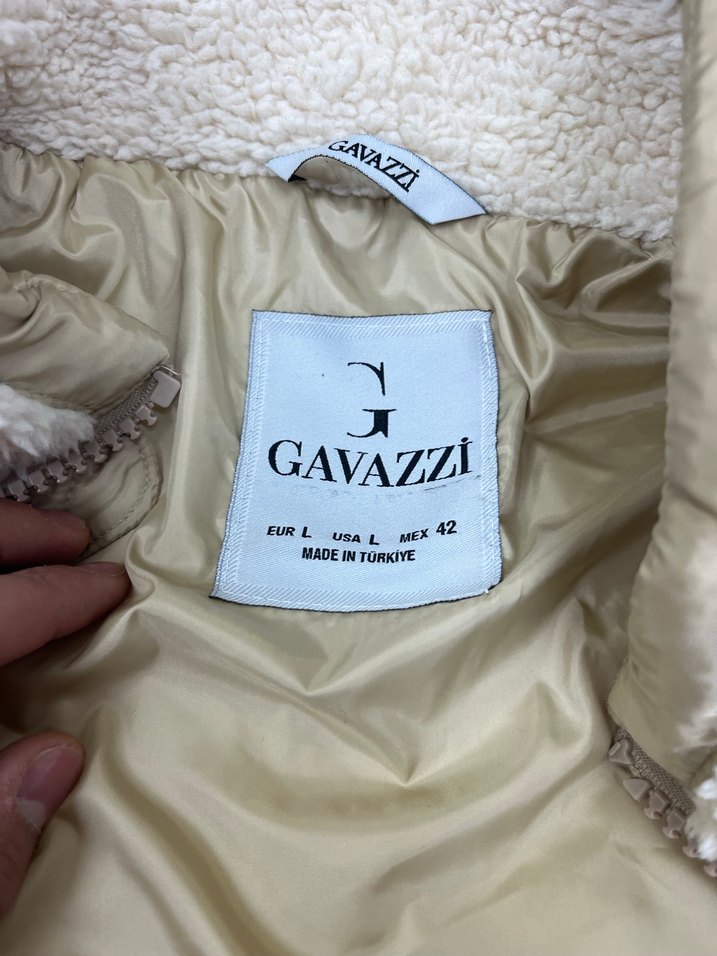 GAVAZZİ
G
GAVAZZİ
EUR L USA L MEX 42
MADE IN TÜRKİYE